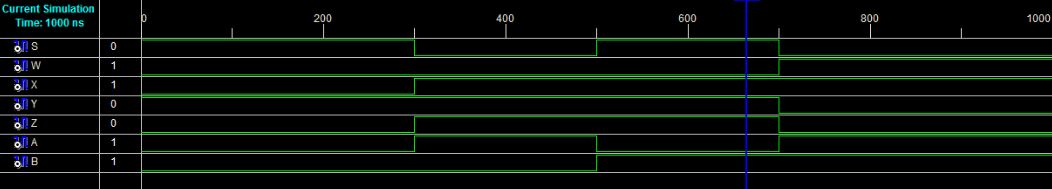 Current Simulation
Time: 1000 ns
0 200 400 600 800 1000
S 0
W 1
X 1
Y 0
Z 0
A 1
B 1